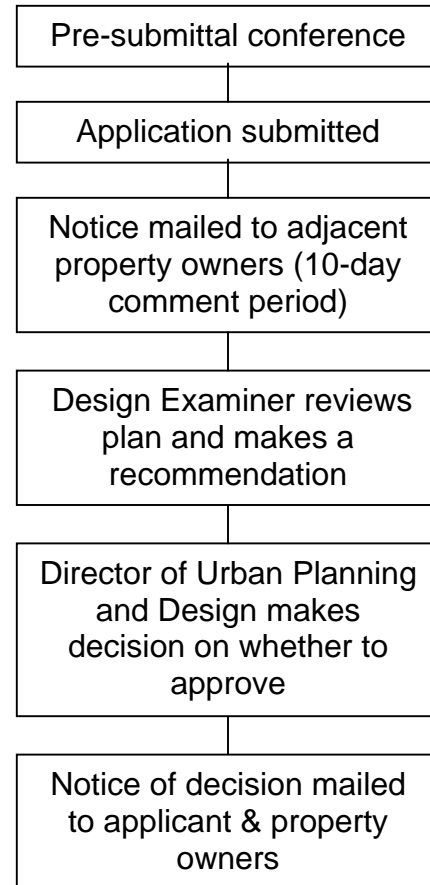 Pre-submittal conference
Application submitted
Notice mailed to adjacent
property owners (10-day
comment period)
Design Examiner reviews
plan and makes a
recommendation
Director of Urban Planning
and Design makes
decision on whether to
approve
Notice of decision mailed
to applicant & property
owners